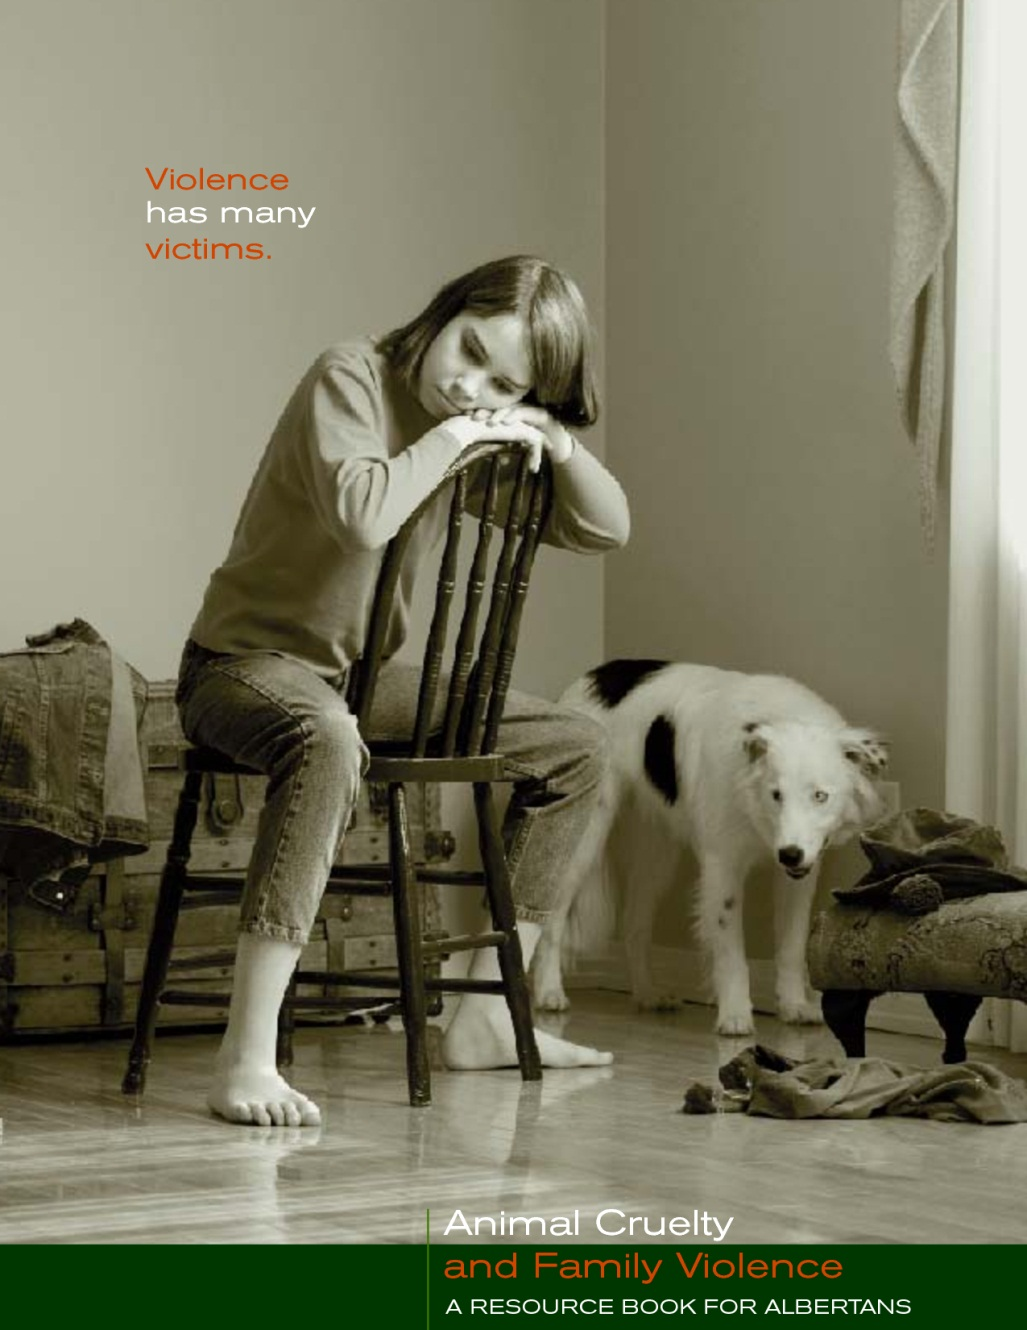 Violence
has many
victims.
Animal Cruelty
and Family Violence
A RESOURCE BOOK FOR ALBERTANS